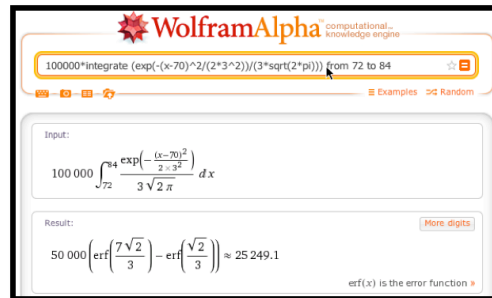 WolframAlpha computational... knowledge engine
100000*integrate (exp(-(x-70)^2/(2*3^2))/(3*sqrt(2*pi))) from 72 to 84
Examples Random
Input:
100 000 ∫_72^84 exp(-(x-70)^2/(2×3^2))/(3√(2π)) dx
Result:
More digits
50 000 (erf(7√2/3) - erf(√2/3)) ≈ 25 249.1
erf(x) is the error function »